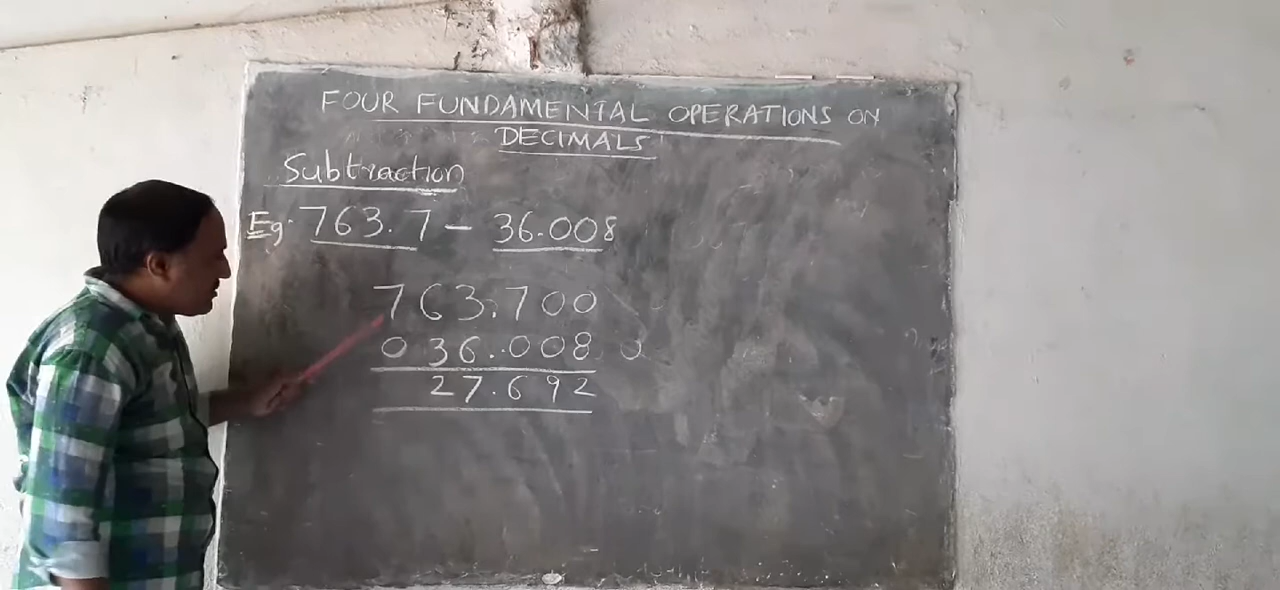 FOUR FUNDAMENTAL OPERATIONS ON
DECIMALS
Subtraction
Eg. 763.7 - 36.008
763.700
036.008
27.692